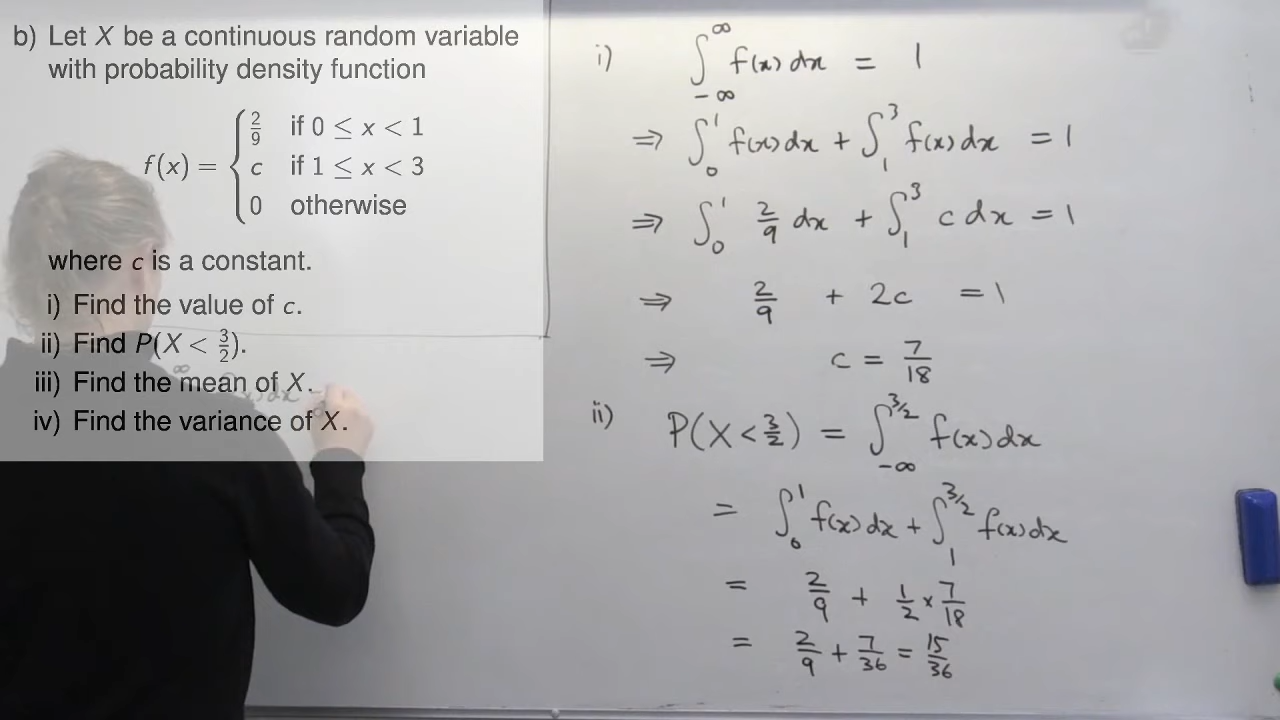 b) Let X be a continuous random variable
with probability density function
f(x) = { 2/9 if 0 ≤ x < 1
c if 1 ≤ x < 3
0 otherwise
where c is a constant.
i) Find the value of c.
ii) Find P(X < 3/2).
iii) Find the mean of X.
iv) Find the variance of X.
i) ∫_{-∞}^{∞} f(x) dx = 1
⇒ ∫_0^1 f(x) dx + ∫_1^3 f(x) dx = 1
⇒ ∫_0^1 2/9 dx + ∫_1^3 c dx = 1
⇒ 2/9 + 2c = 1
⇒ c = 7/18
ii) P(X < 3/2) = ∫_{-∞}^{3/2} f(x) dx
= ∫_0^1 f(x) dx + ∫_1^{3/2} f(x) dx
= 2/9 + 1/2 × 7/18
= 2/9 + 7/36 = 15/36